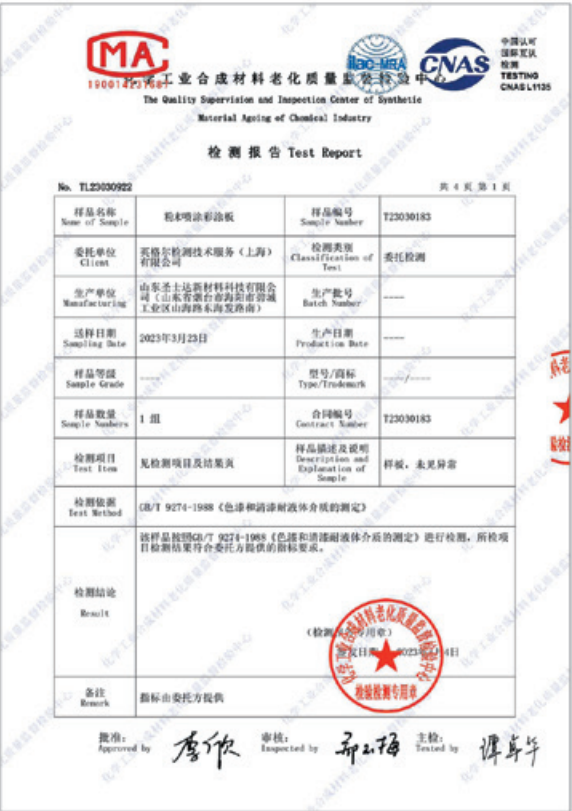 MA
190014231681
ilac-MRA
CNAS
中国认可
国际互认
检测
TESTING
CNAS L1135
化学工业合成材料老化质量监督检验中心
The Quality Supervision and Inspection Center of Synthetic
Material Ageing of Chemical Industry
检 测 报 告 Test Report
No. TL23030922 共 4 页 第 1 页
样品名称 粉末喷涂彩涂板 样品编号 T23030183
Name of Sample Sample Number
委托单位 英格尔检测技术服务（上海）有限公司 检测类别 委托检测
Client Classification of Test
生产单位 山东圣士达新材料科技有限公司（山东省烟台市海阳市碧城工业区山海路东海发路南） 生产批号 ----
Manufacturing Batch Number
送样日期 2023年3月23日 生产日期 ----
Sampling Date Production Date
样品等级 ---- 型号/商标 ----/----
Sample Grade Type/Trademark
样品数量 1 组 合同编号 T23030183
Sample Numbers Contract Number
检测项目 见检测项目及结果页 样品描述及说明 样板，未见异常
Test Item Description and Explanation of Sample
检测依据 GB/T 9274-1988《色漆和清漆耐液体介质的测定》
Test Method
该样品按照GB/T 9274-1988《色漆和清漆耐液体介质的测定》进行检测，所检项
目检测结果符合委托方提供的指标要求。
检测结论
Result
（检测 专用章）
发日期 2023年 月4日
检验检测专用章
备注 指标由委托方提供
Remark
批准： 审核： 主检：
Approved by Inspected by Tested by